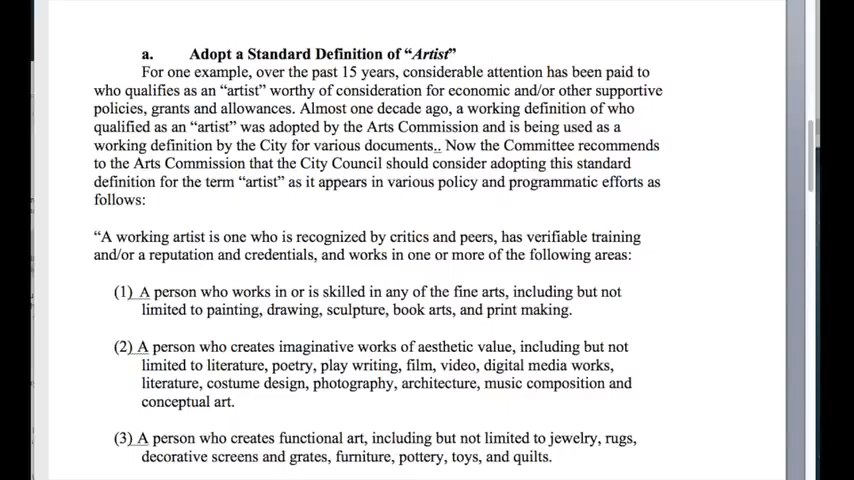 a. Adopt a Standard Definition of “Artist”
For one example, over the past 15 years, considerable attention has been paid to
who qualifies as an “artist” worthy of consideration for economic and/or other supportive
policies, grants and allowances. Almost one decade ago, a working definition of who
qualified as an “artist” was adopted by the Arts Commission and is being used as a
working definition by the City for various documents.. Now the Committee recommends
to the Arts Commission that the City Council should consider adopting this standard
definition for the term “artist” as it appears in various policy and programmatic efforts as
follows:
“A working artist is one who is recognized by critics and peers, has verifiable training
and/or a reputation and credentials, and works in one or more of the following areas:
(1) A person who works in or is skilled in any of the fine arts, including but not
limited to painting, drawing, sculpture, book arts, and print making.
(2) A person who creates imaginative works of aesthetic value, including but not
limited to literature, poetry, play writing, film, video, digital media works,
literature, costume design, photography, architecture, music composition and
conceptual art.
(3) A person who creates functional art, including but not limited to jewelry, rugs,
decorative screens and grates, furniture, pottery, toys, and quilts.